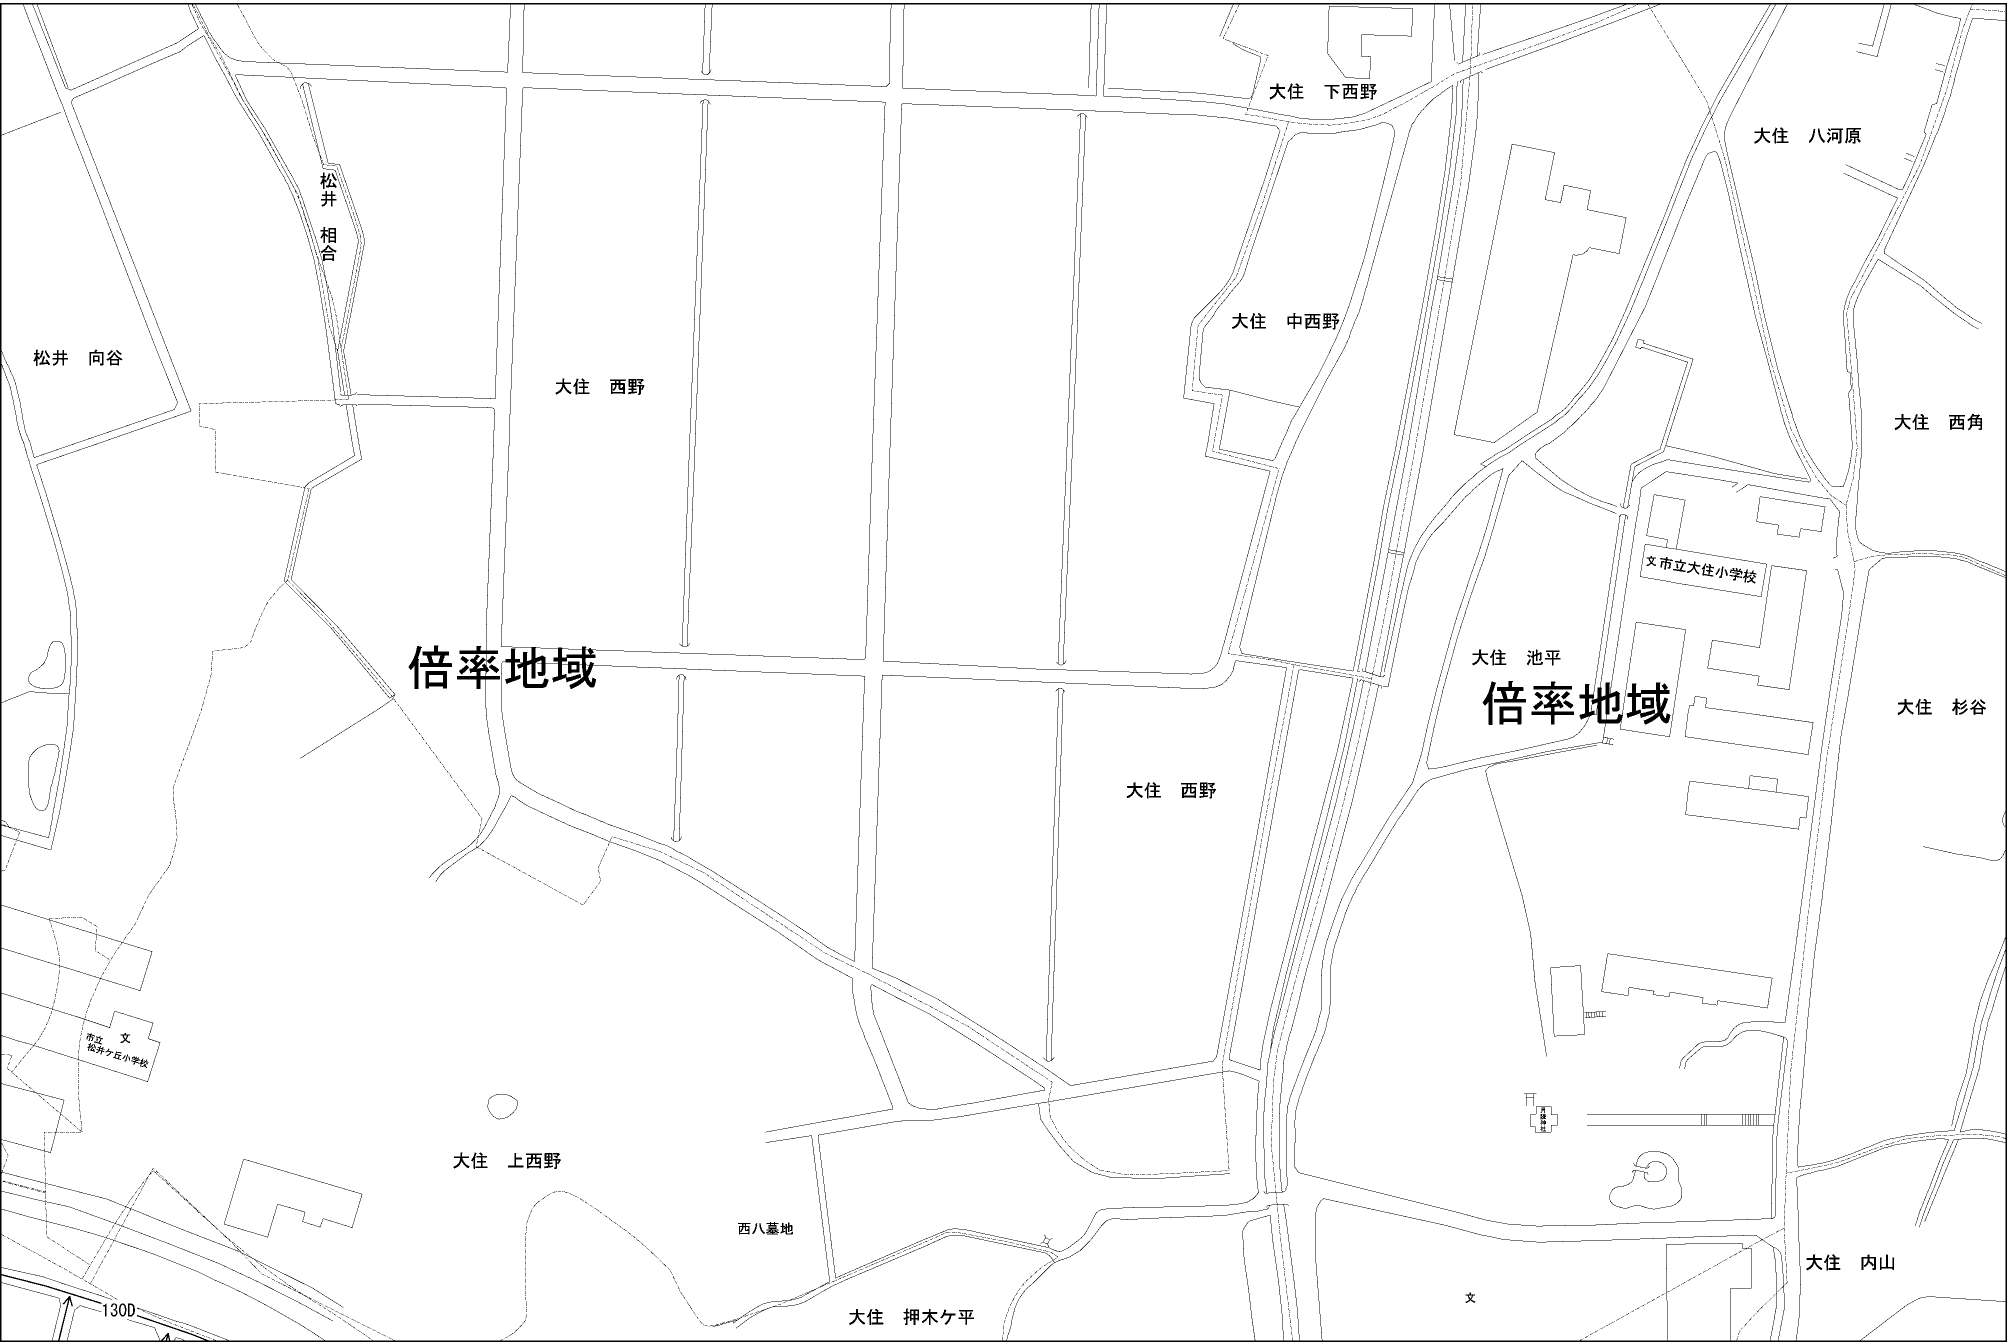 大住　下西野
大住　八河原
松井　相合
大住　中西野
松井　向谷
大住　西野
大住　西角
文市立大住小学校
大住　池平
倍率地域
倍率地域
大住　杉谷
大住　西野
市立　文
松井ケ丘小学校
月読神社
大住　上西野
西八墓地
大住　内山
文
130D
大住　押木ケ平